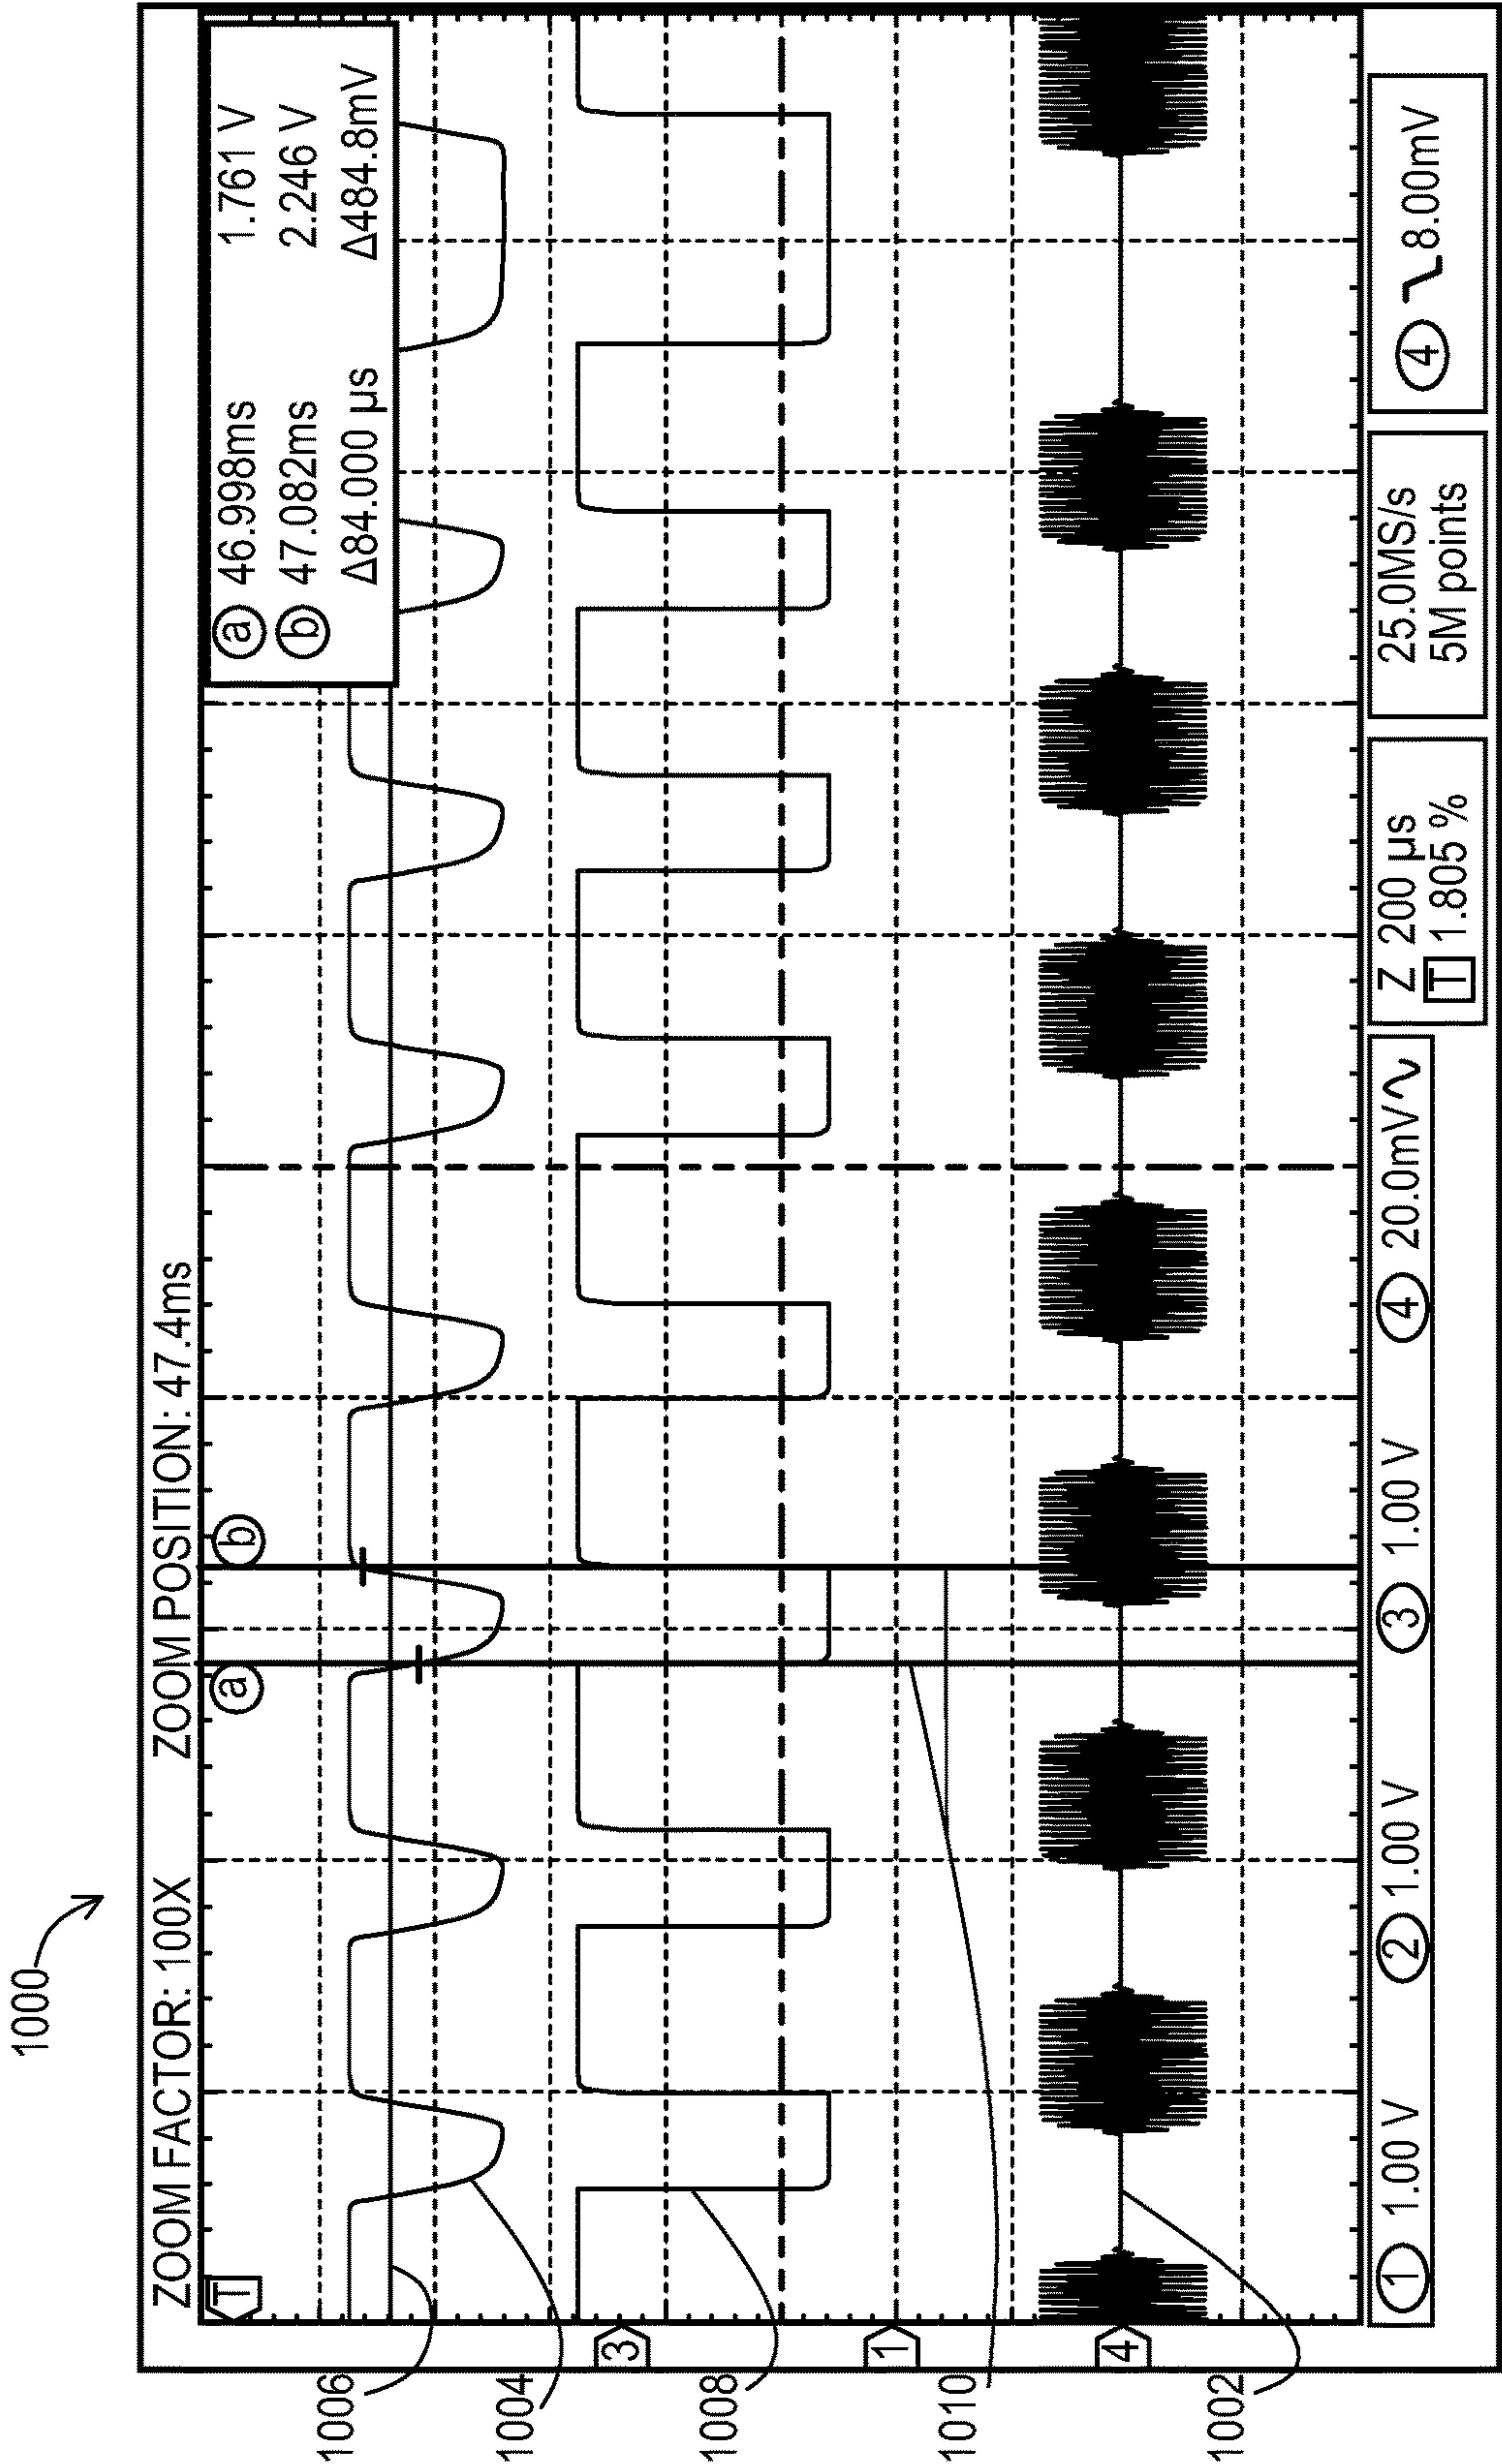 1000
ZOOM FACTOR: 100X ZOOM POSITION: 47.4ms
T
a
b
a 46.998ms 1.761 V
b 47.082ms 2.246 V
Δ84.000 µs Δ484.8mV
1006
1004
3
1008
1
1010
4
1002
1 1.00 V 2 1.00 V 3 1.00 V 4 20.0mV
Z 200 µs
T 1.805 %
25.0MS/s
5M points
4 8.00mV